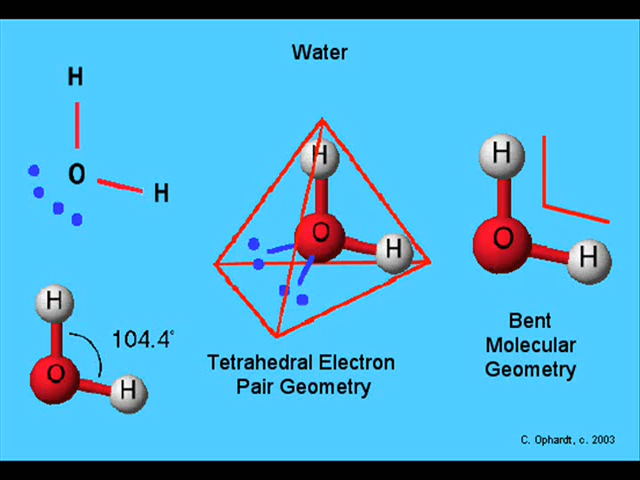 Water
H
O
H
H
O
H
H
O
H
104.4°
H
O
H
Tetrahedral Electron
Pair Geometry
Bent
Molecular
Geometry
C. Ophardt, c. 2003